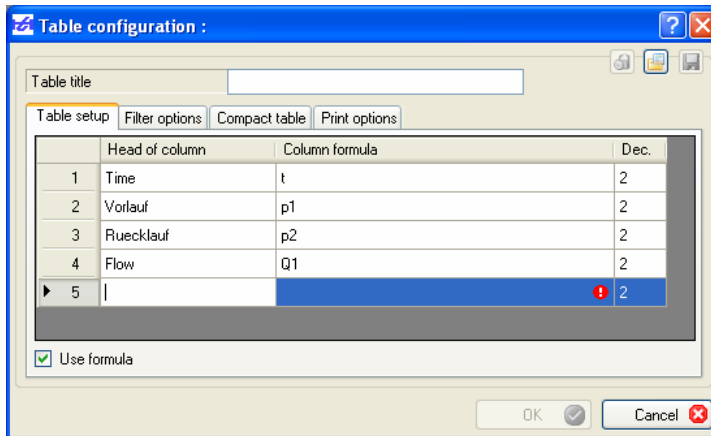 Table configuration :
Table title
Table setup Filter options Compact table Print options
Head of column Column formula Dec.
1 Time t 2
2 Vorlauf p1 2
3 Ruecklauf p2 2
4 Flow Q1 2
5 2
Use formula
OK Cancel